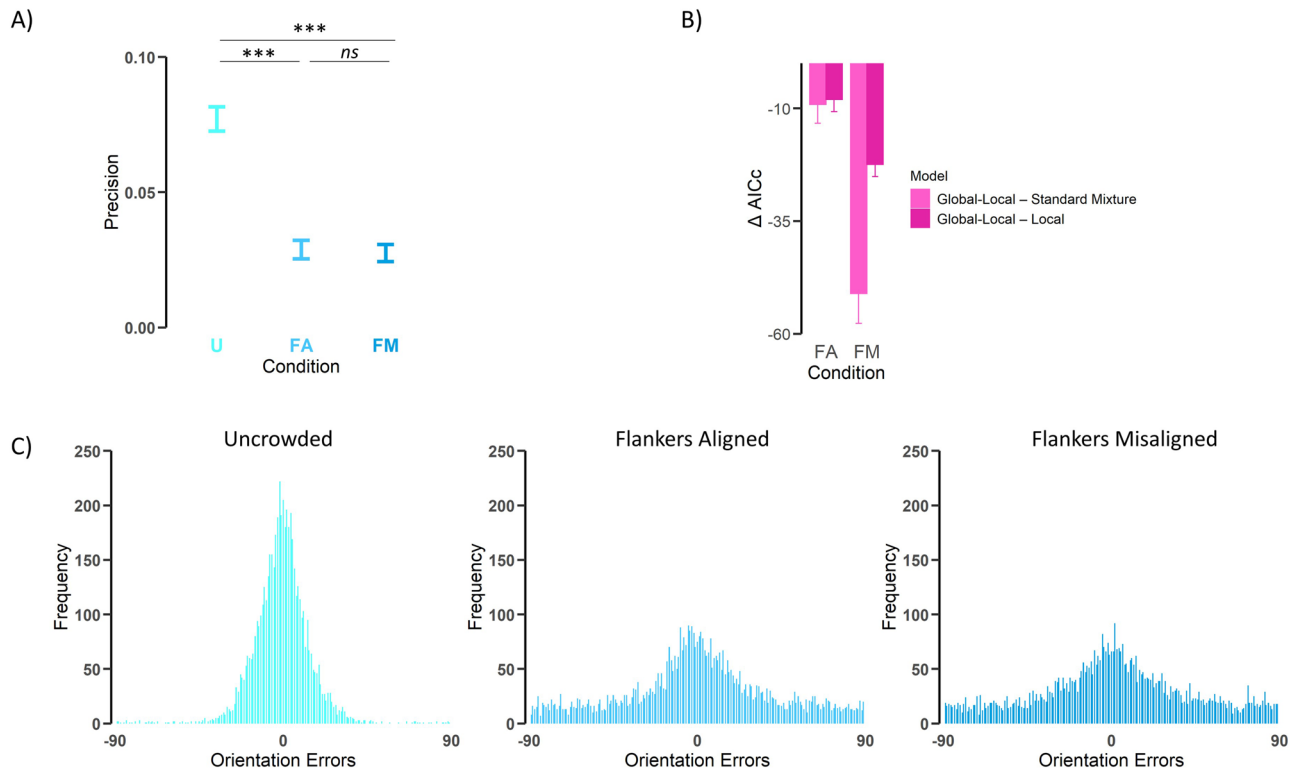 A)
***
***
ns
0.10
0.05
0.00
Precision
U
FA
FM
Condition
B)
-10
-35
-60
Δ AICc
FA
FM
Condition
Model
Global-Local – Standard Mixture
Global-Local – Local
C)
Uncrowded
250
200
150
100
50
0
Frequency
-90
0
90
Orientation Errors
Flankers Aligned
250
200
150
100
50
0
Frequency
-90
0
90
Orientation Errors
Flankers Misaligned
250
200
150
100
50
0
Frequency
-90
0
90
Orientation Errors